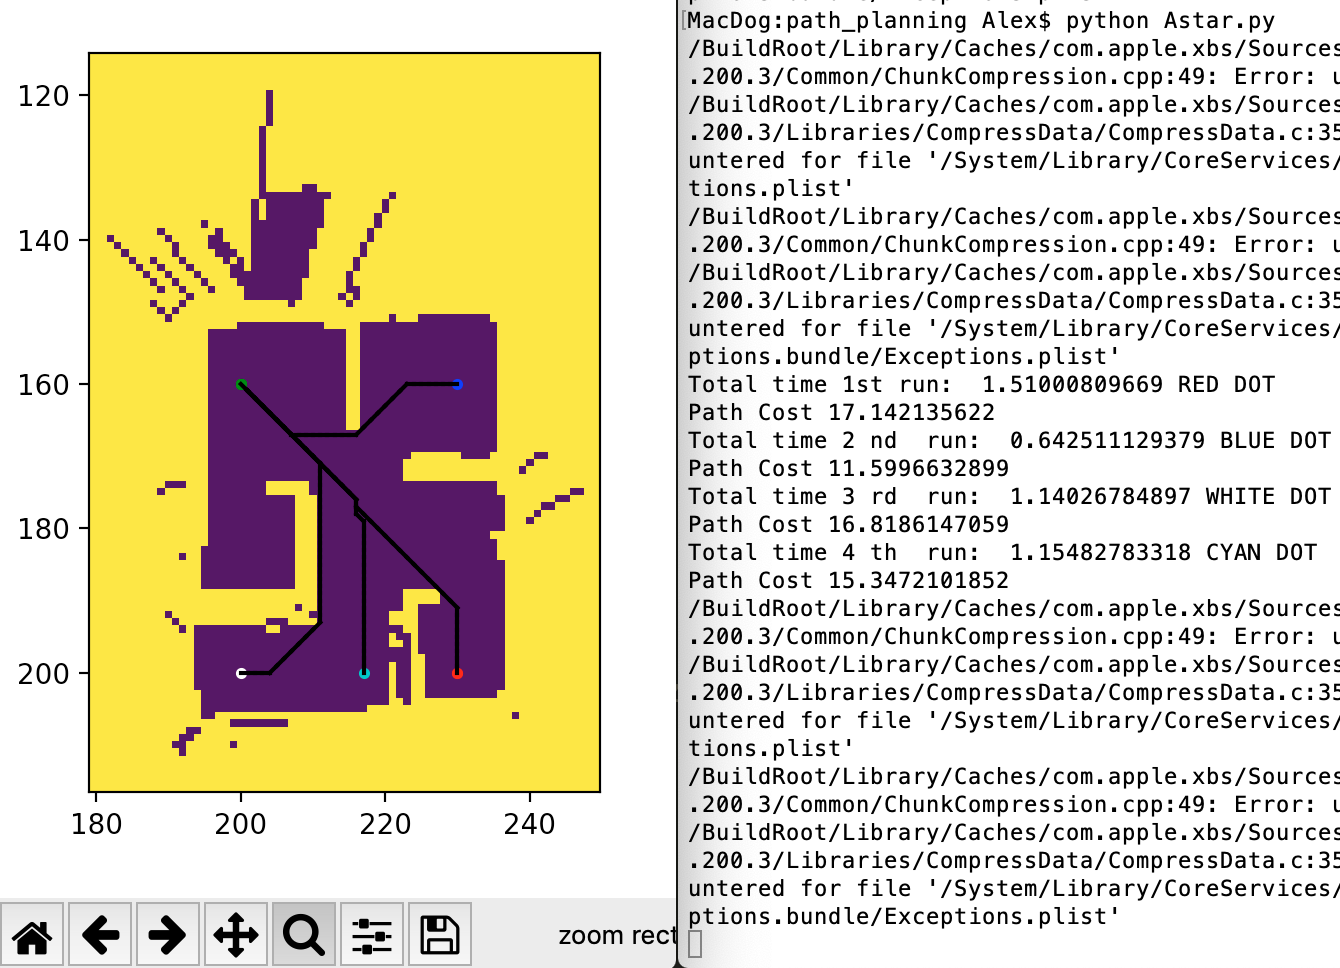 120
140
160
180
200
180
200
220
240
zoom rect
MacDog:path_planning Alex$ python Astar.py
/BuildRoot/Library/Caches/com.apple.xbs/Sources
.200.3/Common/ChunkCompression.cpp:49: Error: u
/BuildRoot/Library/Caches/com.apple.xbs/Sources
.200.3/Libraries/CompressData/CompressData.c:35
untered for file '/System/Library/CoreServices/
tions.plist'
/BuildRoot/Library/Caches/com.apple.xbs/Sources
.200.3/Common/ChunkCompression.cpp:49: Error: u
/BuildRoot/Library/Caches/com.apple.xbs/Sources
.200.3/Libraries/CompressData/CompressData.c:35
untered for file '/System/Library/CoreServices/
ptions.bundle/Exceptions.plist'
Total time 1st run:  1.51000809669 RED DOT
Path Cost 17.142135622
Total time 2 nd  run:  0.642511129379 BLUE DOT
Path Cost 11.5996632899
Total time 3 rd  run:  1.14026784897 WHITE DOT
Path Cost 16.8186147059
Total time 4 th  run:  1.15482783318 CYAN DOT
Path Cost 15.3472101852
/BuildRoot/Library/Caches/com.apple.xbs/Sources
.200.3/Common/ChunkCompression.cpp:49: Error: u
/BuildRoot/Library/Caches/com.apple.xbs/Sources
.200.3/Libraries/CompressData/CompressData.c:35
untered for file '/System/Library/CoreServices/
tions.plist'
/BuildRoot/Library/Caches/com.apple.xbs/Sources
.200.3/Common/ChunkCompression.cpp:49: Error: u
/BuildRoot/Library/Caches/com.apple.xbs/Sources
.200.3/Libraries/CompressData/CompressData.c:35
untered for file '/System/Library/CoreServices/
ptions.bundle/Exceptions.plist'